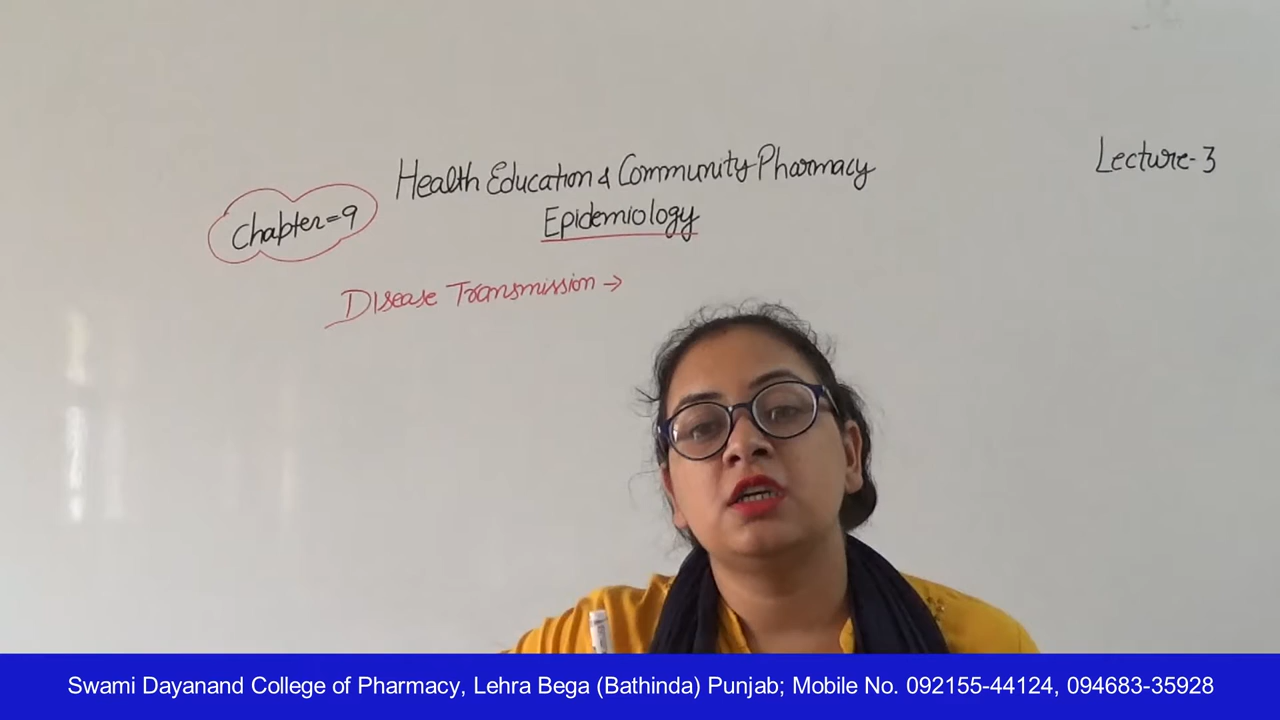 Health Education & Community Pharmacy
Lecture-3
Chapter=9
Epidemiology
Disease Transmission →
Swami Dayanand College of Pharmacy, Lehra Bega (Bathinda) Punjab; Mobile No. 092155-44124, 094683-35928